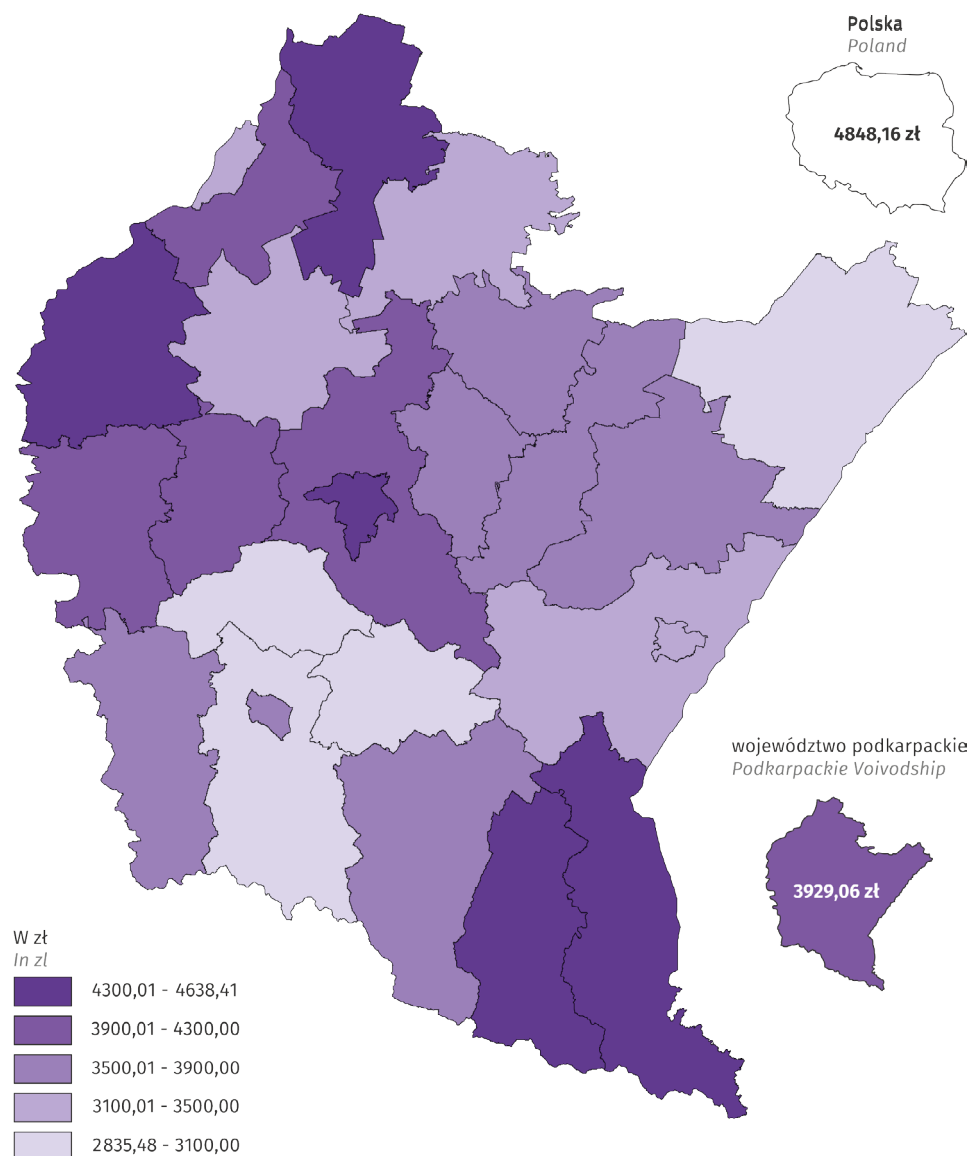 Polska
Poland
4848,16 zł
województwo podkarpackie
Podkarpackie Voivodship
3929,06 zł
W zł
In zl
4300,01 - 4638,41
3900,01 - 4300,00
3500,01 - 3900,00
3100,01 - 3500,00
2835,48 - 3100,00